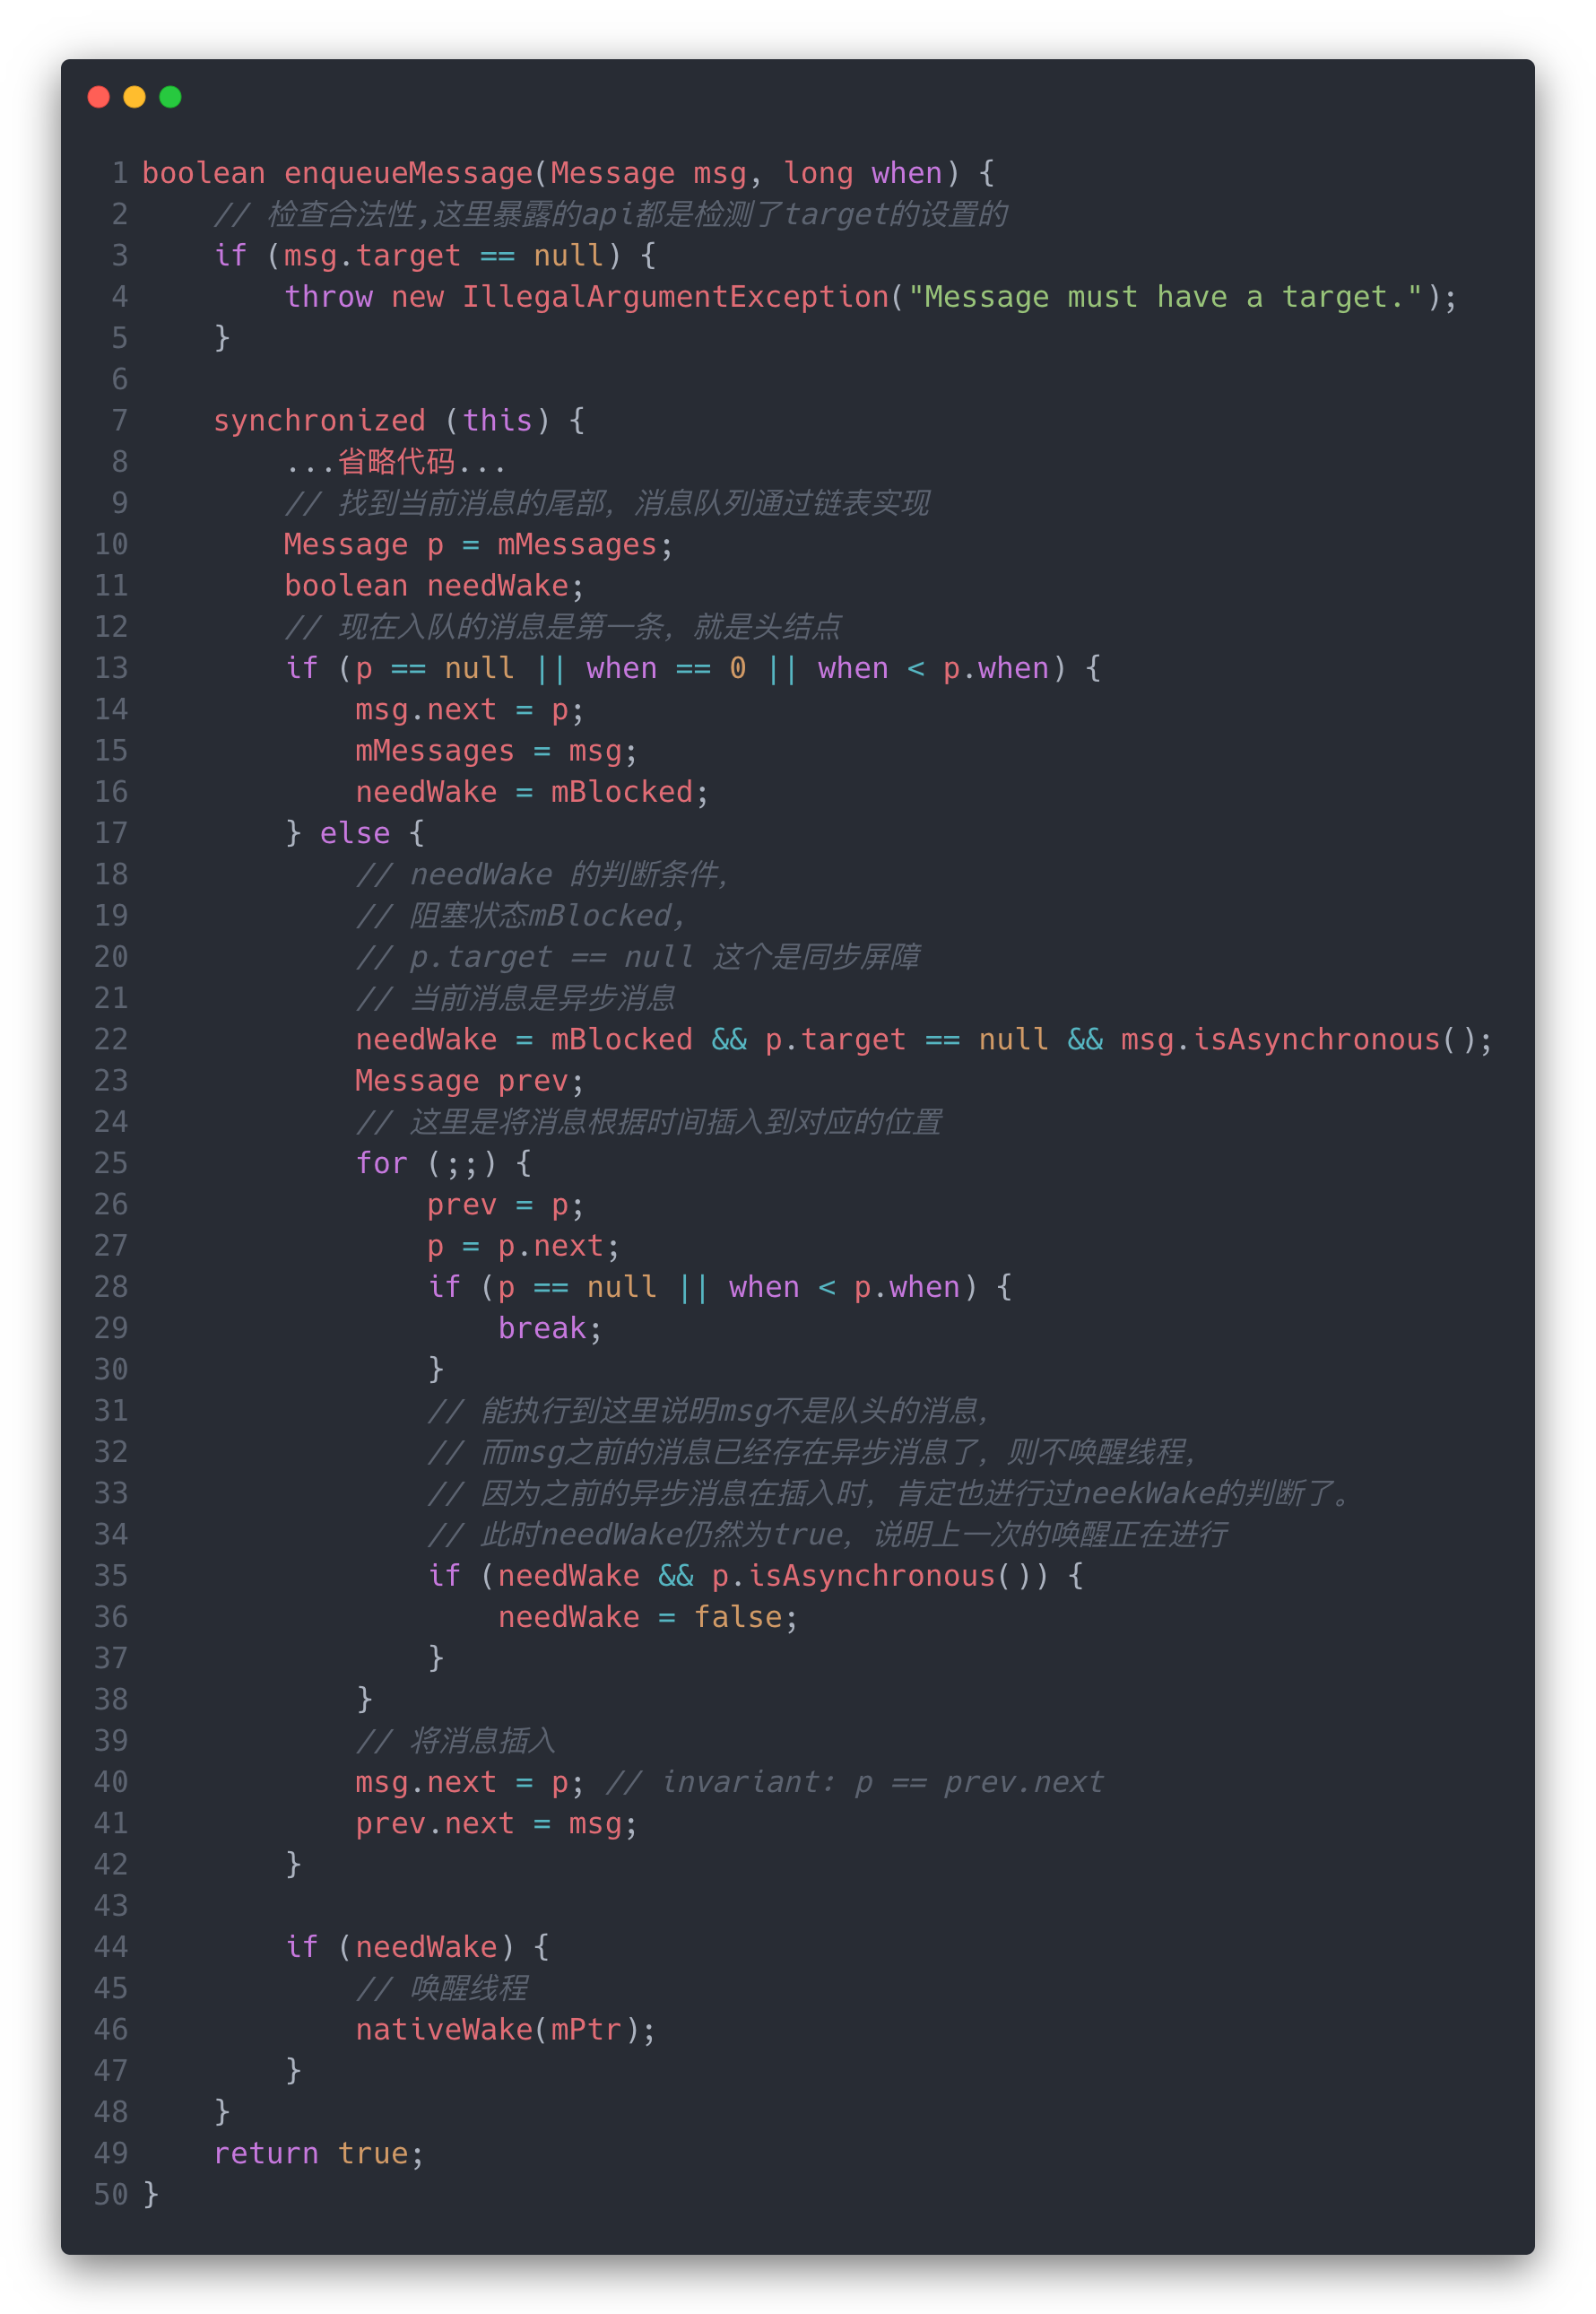 1 boolean enqueueMessage(Message msg, long when) {
2     // 检查合法性,这里暴露的api都是检测了target的设置的
3     if (msg.target == null) {
4         throw new IllegalArgumentException("Message must have a target.");
5     }
6
7     synchronized (this) {
8         ...省略代码...
9         // 找到当前消息的尾部，消息队列通过链表实现
10         Message p = mMessages;
11         boolean needWake;
12         // 现在入队的消息是第一条，就是头结点
13         if (p == null || when == 0 || when < p.when) {
14             msg.next = p;
15             mMessages = msg;
16             needWake = mBlocked;
17         } else {
18             // needWake 的判断条件，
19             // 阻塞状态mBlocked,
20             // p.target == null 这个是同步屏障
21             // 当前消息是异步消息
22             needWake = mBlocked && p.target == null && msg.isAsynchronous();
23             Message prev;
24             // 这里是将消息根据时间插入到对应的位置
25             for (;;) {
26                 prev = p;
27                 p = p.next;
28                 if (p == null || when < p.when) {
29                     break;
30                 }
31                 // 能执行到这里说明msg不是队头的消息，
32                 // 而msg之前的消息已经存在异步消息了，则不唤醒线程，
33                 // 因为之前的异步消息在插入时，肯定也进行过neekWake的判断了。
34                 // 此时needWake仍然为true，说明上一次的唤醒正在进行
35                 if (needWake && p.isAsynchronous()) {
36                     needWake = false;
37                 }
38             }
39             // 将消息插入
40             msg.next = p; // invariant: p == prev.next
41             prev.next = msg;
42         }
43
44         if (needWake) {
45             // 唤醒线程
46             nativeWake(mPtr);
47         }
48     }
49     return true;
50 }